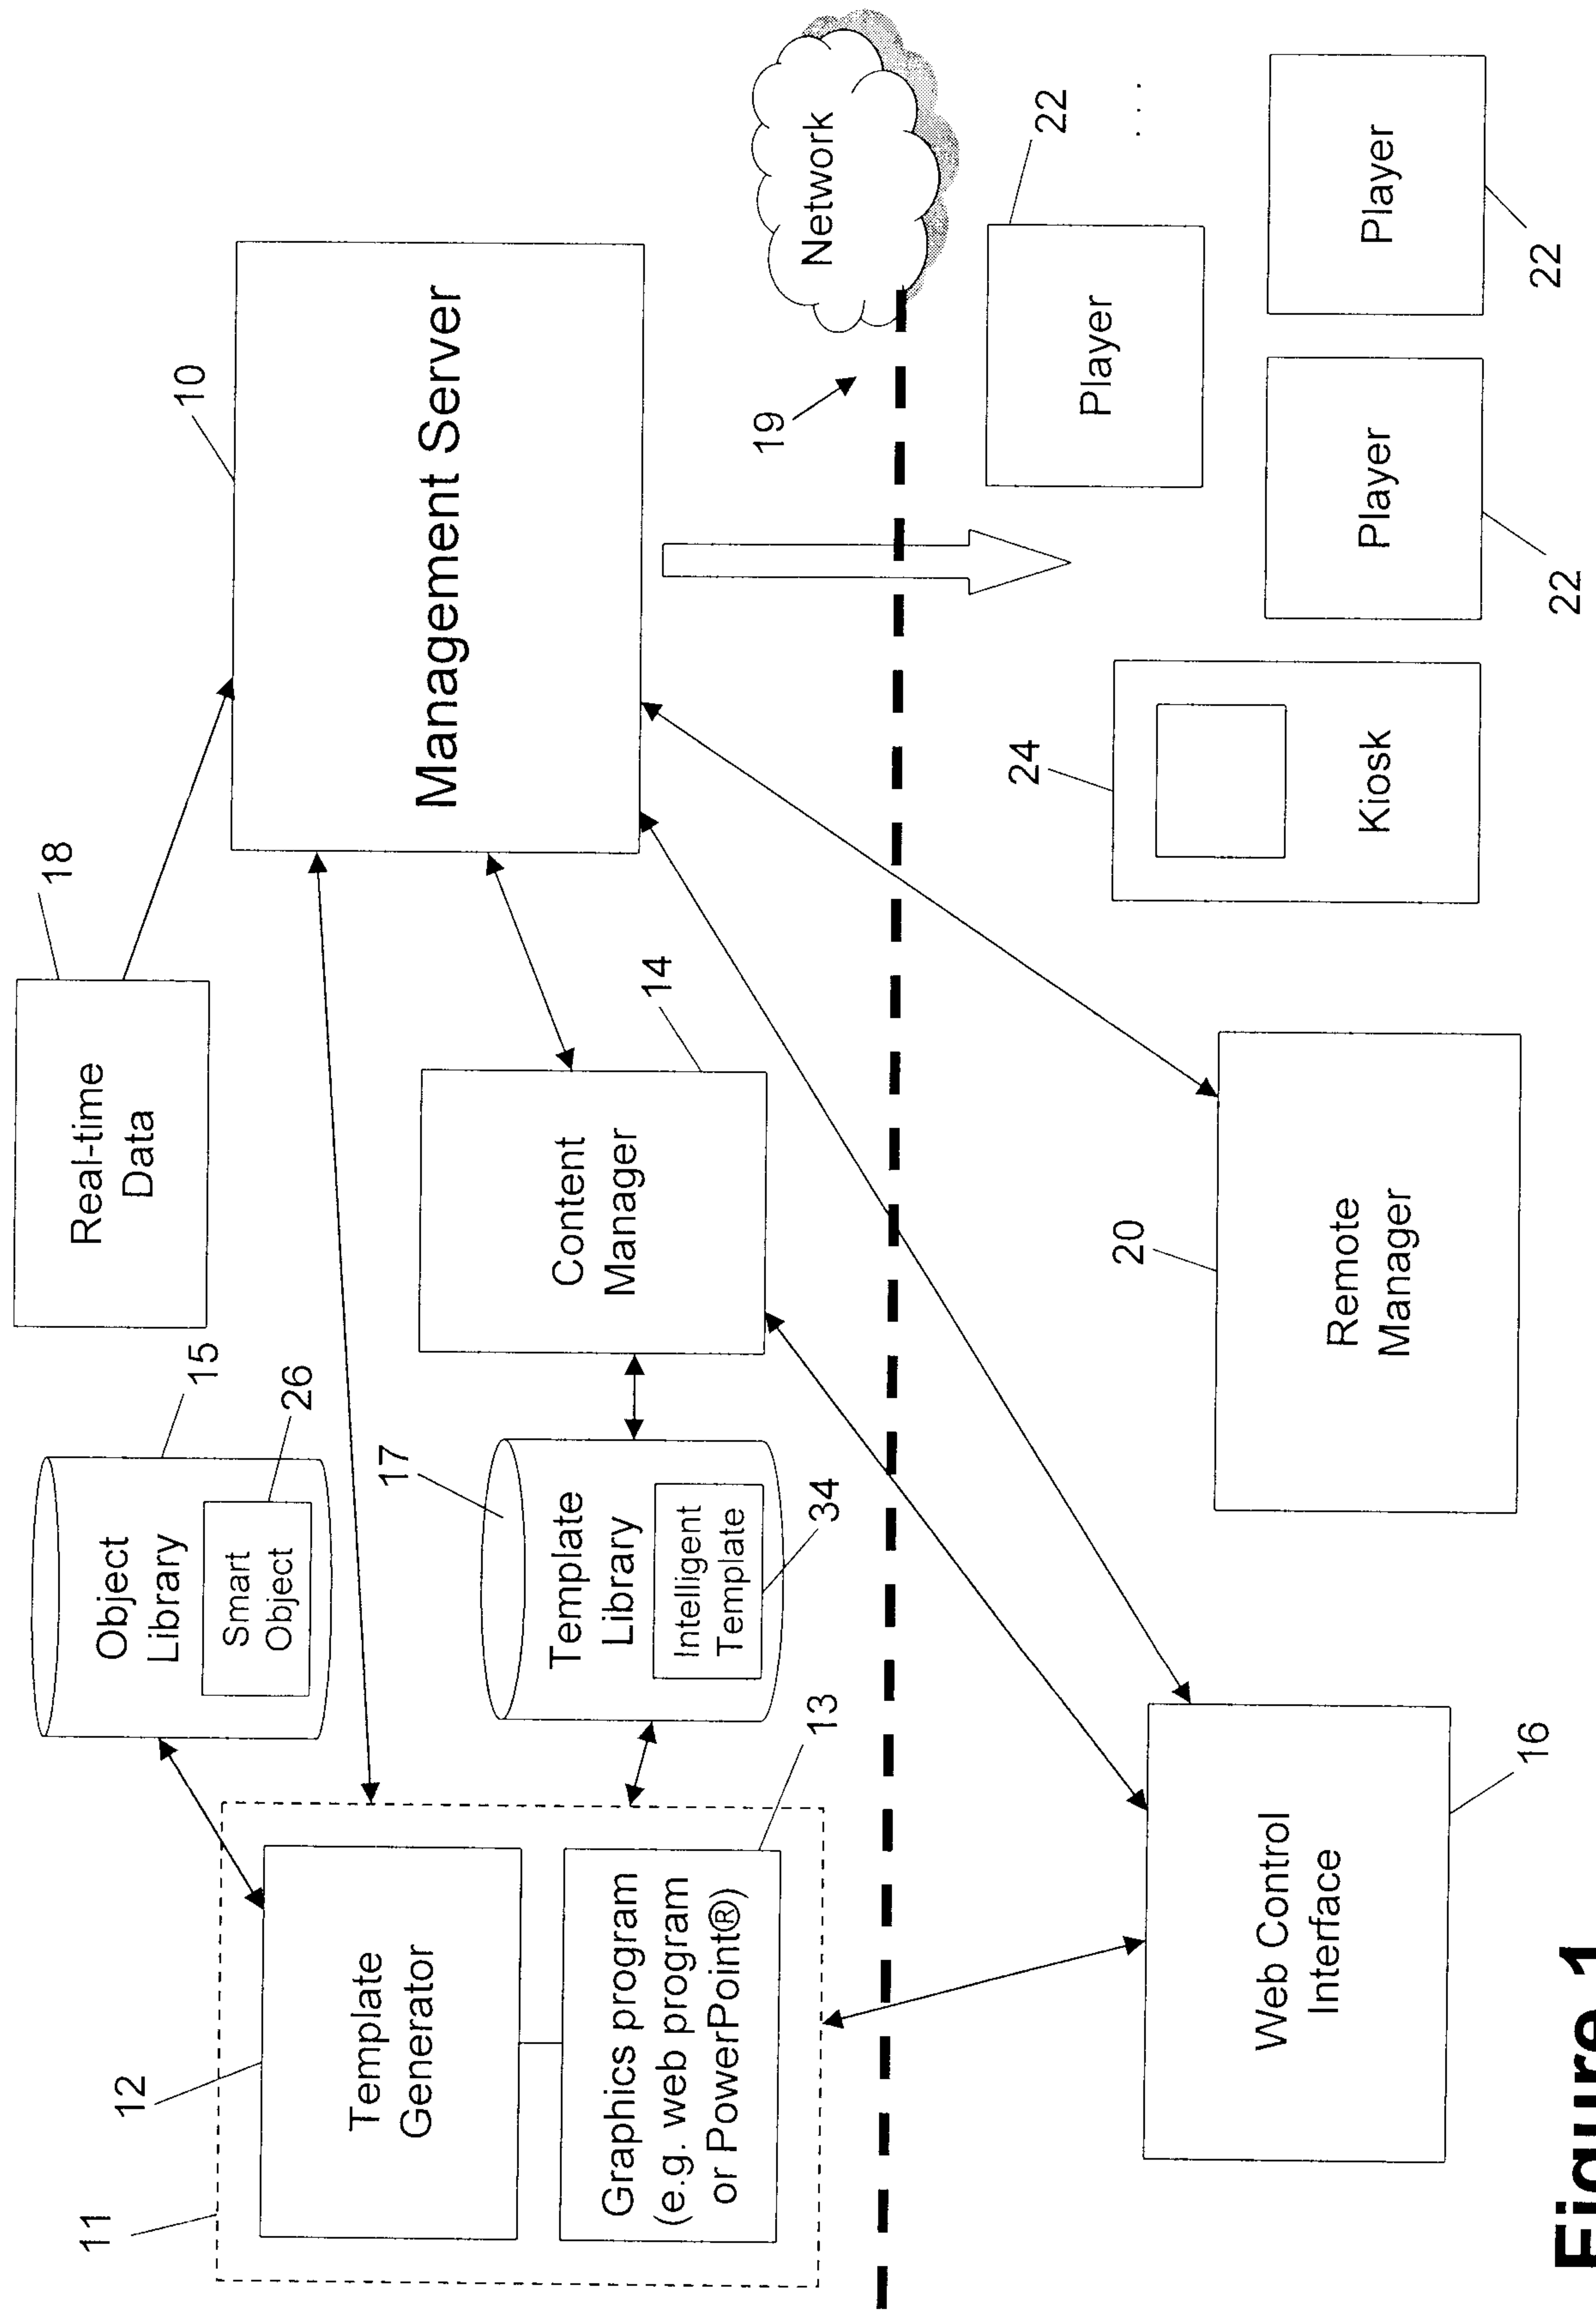 11
12
Template
Generator
Graphics program
(e.g. web program
or PowerPoint®)
13
Object
Library
Smart
Object
15
26
17
Template
Library
Intelligent
Template
34
Real-time
Data
18
Content
Manager
14
10
Management Server
19
Network
Web Control
Interface
16
20
Remote
Manager
24
Kiosk
Player
22
Player
22
Player
22
. . .
Figure 1